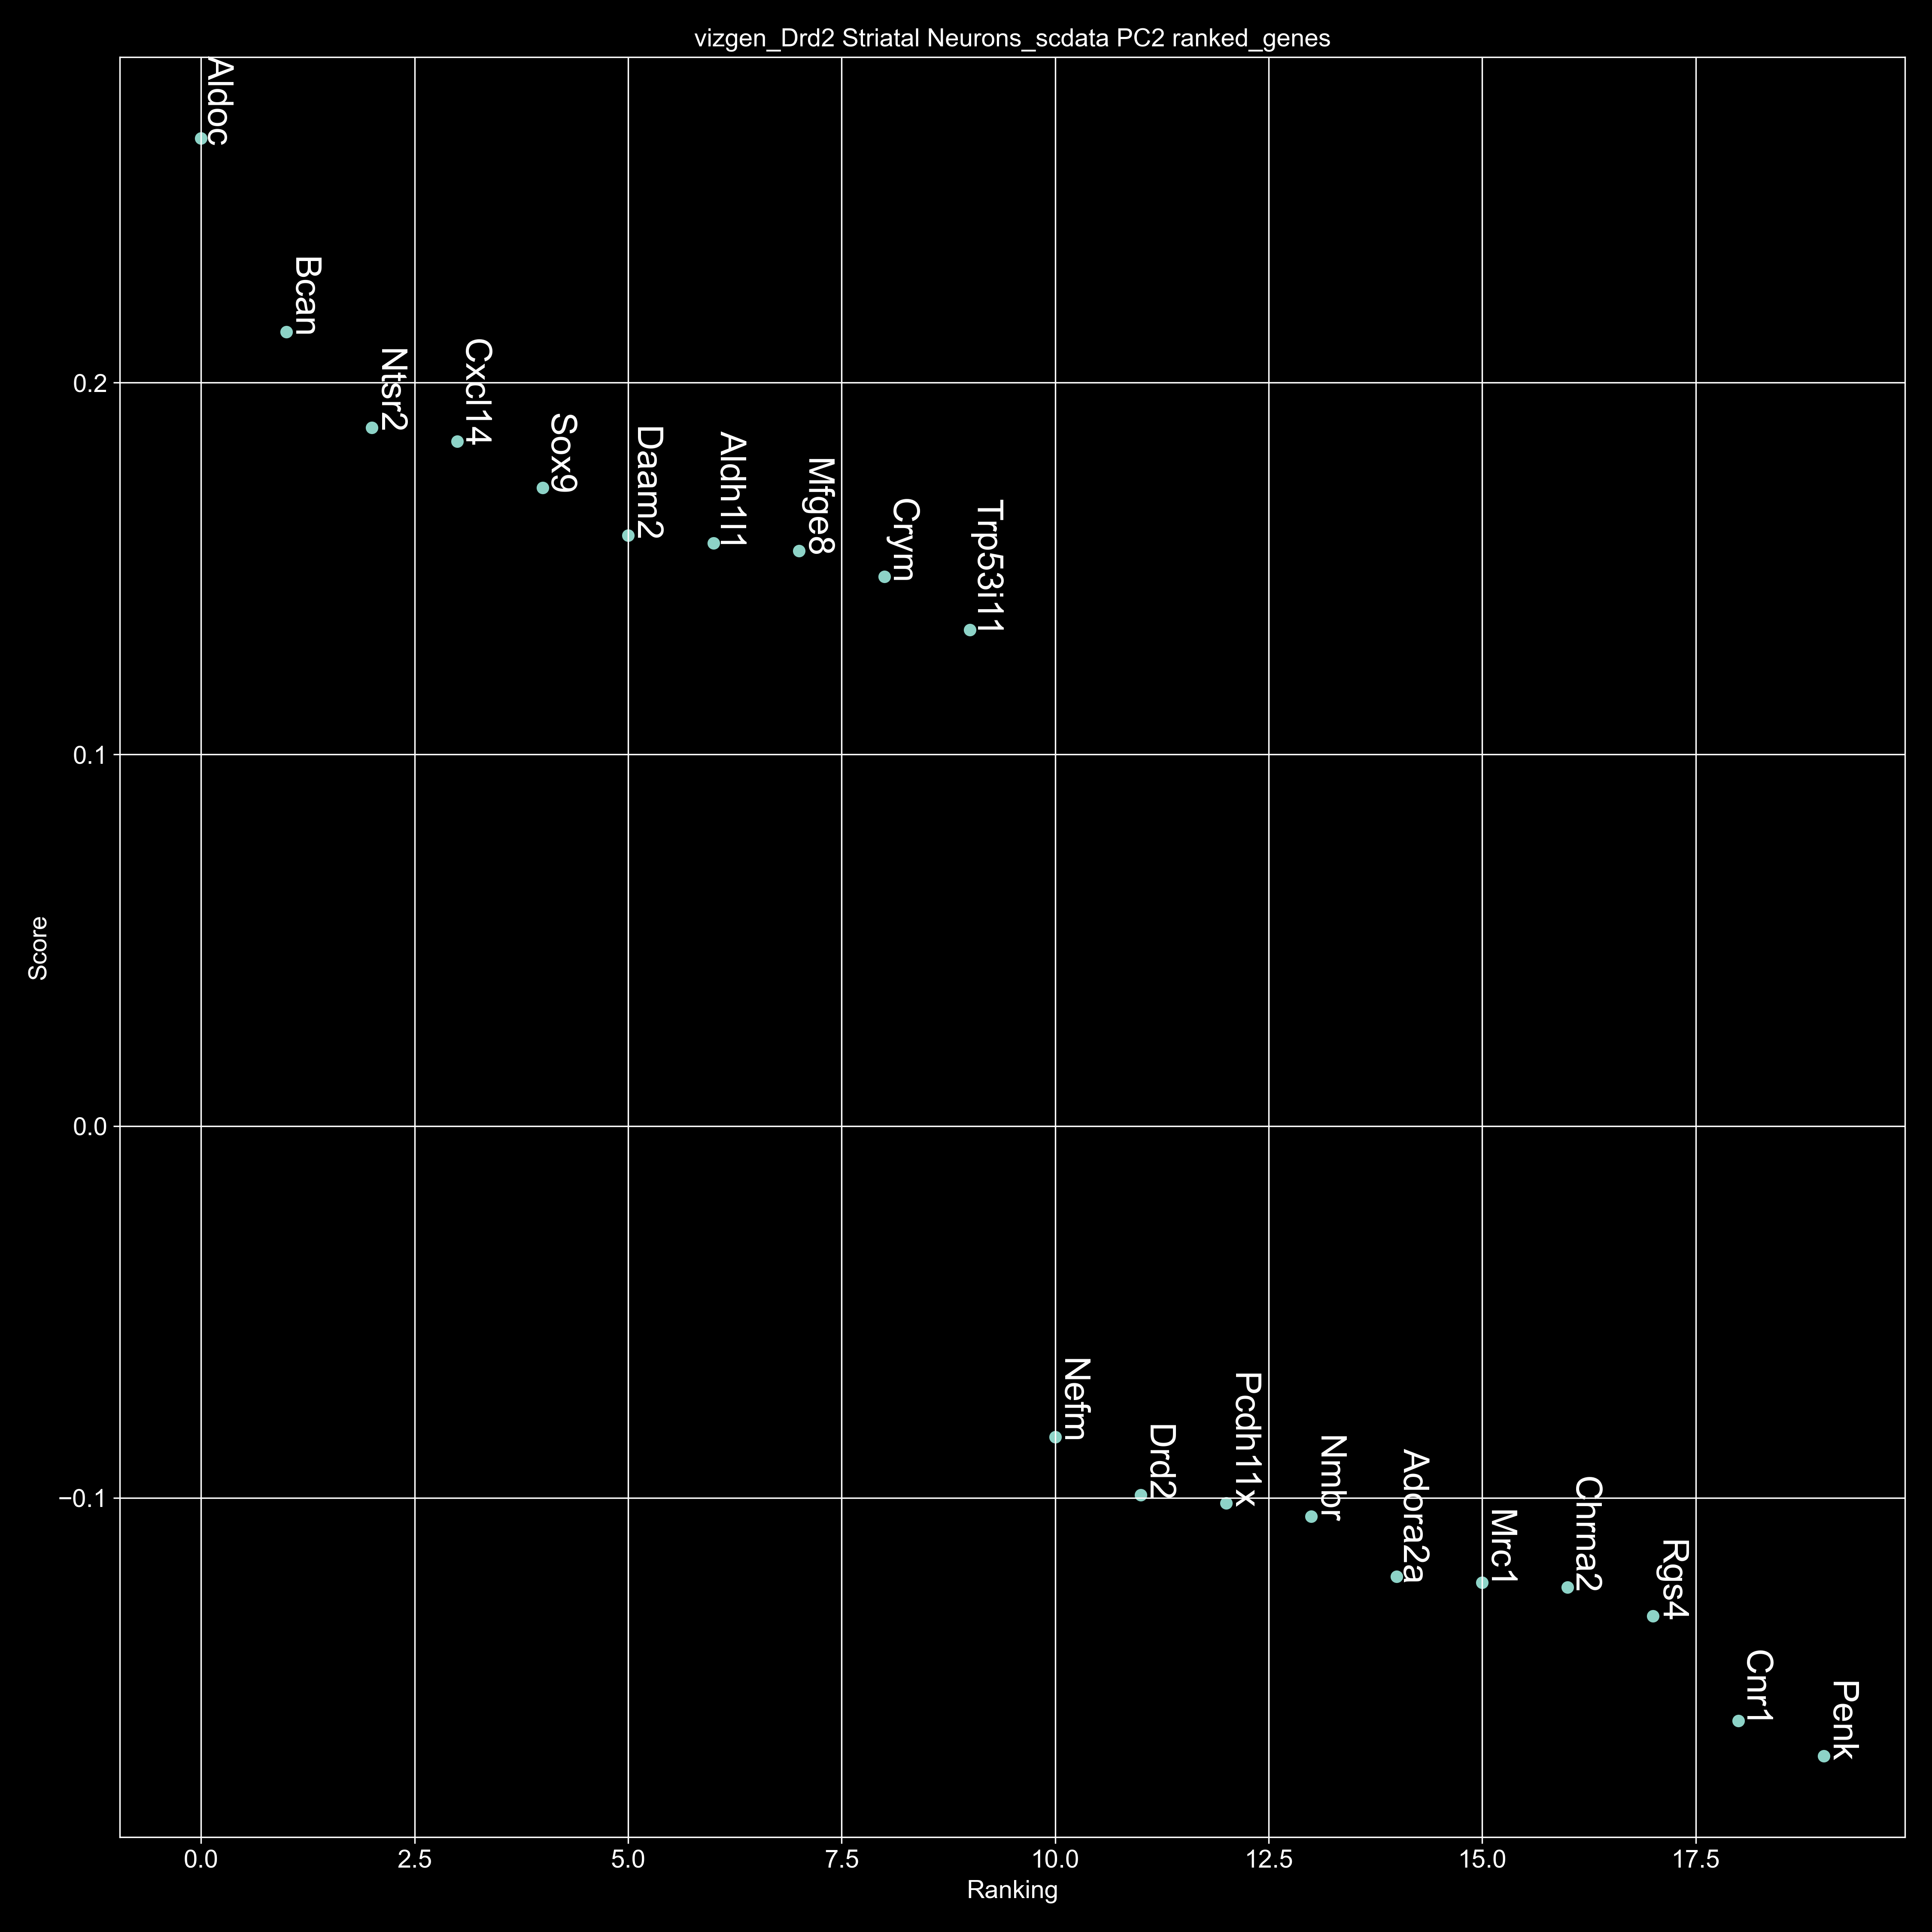 vizgen_Drd2 Striatal Neurons_scdata PC2 ranked_genes
Aldoc
Bcan
Ntsr2
Cxcl14
Sox9
Daam2
Aldh1l1
Mfge8
Crym
Trp53i11
Nefm
Drd2
Pcdh11x
Nmbr
Adora2a
Mrc1
Chrna2
Rgs4
Cnr1
Penk
0.2
0.1
0.0
−0.1
Score
0.0 2.5 5.0 7.5 10.0 12.5 15.0 17.5
Ranking